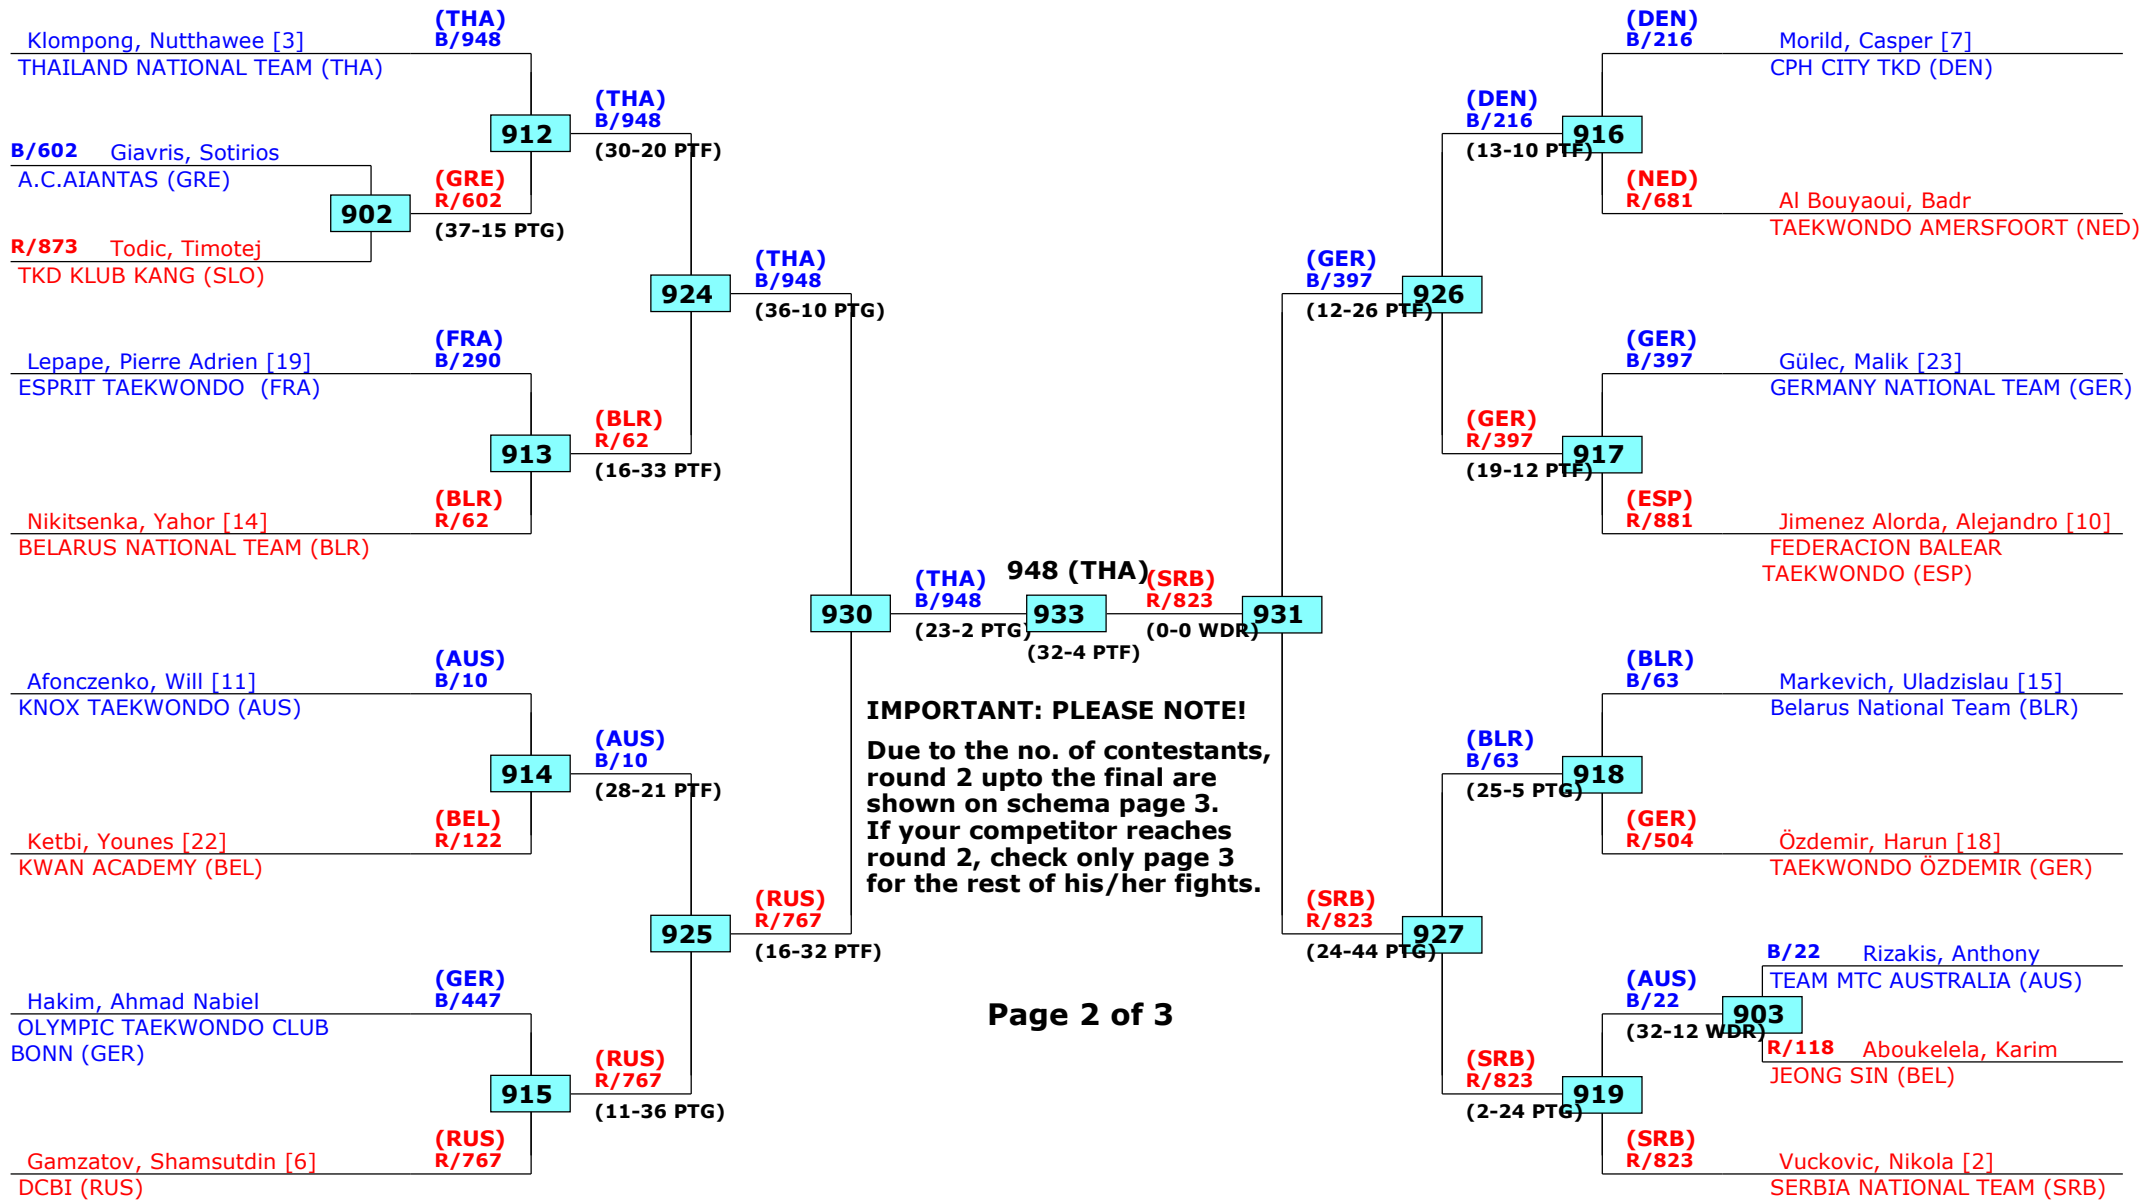 (THA)
B/948
Klompong, Nutthawee [3]
THAILAND NATIONAL TEAM (THA)
912
(THA)
B/948
(30-20 PTF)
B/602 Giavris, Sotirios
A.C.AIANTAS (GRE)
902
(GRE)
R/602
(37-15 PTG)
R/873 Todic, Timotej
TKD KLUB KANG (SLO)
924
(THA)
B/948
(36-10 PTG)
(FRA)
B/290
Lepape, Pierre Adrien [19]
ESPRIT TAEKWONDO (FRA)
913
(BLR)
R/62
(16-33 PTF)
(BLR)
R/62
Nikitsenka, Yahor [14]
BELARUS NATIONAL TEAM (BLR)
930
(THA)
B/948
(23-2 PTG)
948 (THA)
933
(32-4 PTF)
(SRB)
R/823
(0-0 WDR)
931
(AUS)
B/10
Afonczenko, Will [11]
KNOX TAEKWONDO (AUS)
914
(AUS)
B/10
(28-21 PTF)
(BEL)
R/122
Ketbi, Younes [22]
KWAN ACADEMY (BEL)
925
(RUS)
R/767
(16-32 PTF)
(GER)
B/447
Hakim, Ahmad Nabiel
OLYMPIC TAEKWONDO CLUB
BONN (GER)
915
(RUS)
R/767
(11-36 PTG)
(RUS)
R/767
Gamzatov, Shamsutdin [6]
DCBI (RUS)
IMPORTANT: PLEASE NOTE!
Due to the no. of contestants,
round 2 upto the final are
shown on schema page 3.
If your competitor reaches
round 2, check only page 3
for the rest of his/her fights.
Page 2 of 3
(DEN)
B/216
Morild, Casper [7]
CPH CITY TKD (DEN)
(DEN)
B/216
(13-10 PTF)
916
(NED)
R/681
Al Bouyaoui, Badr
TAEKWONDO AMERSFOORT (NED)
(GER)
B/397
(12-26 PTF)
926
(GER)
B/397
Gülec, Malik [23]
GERMANY NATIONAL TEAM (GER)
(GER)
R/397
(19-12 PTF)
917
(ESP)
R/881
Jimenez Alorda, Alejandro [10]
FEDERACION BALEAR
TAEKWONDO (ESP)
(BLR)
B/63
Markevich, Uladzislau [15]
Belarus National Team (BLR)
(BLR)
B/63
(25-5 PTG)
918
(GER)
R/504
Özdemir, Harun [18]
TAEKWONDO ÖZDEMIR (GER)
(SRB)
R/823
(24-44 PTG)
927
B/22 Rizakis, Anthony
TEAM MTC AUSTRALIA (AUS)
(AUS)
B/22
(32-12 WDR)
903
R/118 Aboukelela, Karim
JEONG SIN (BEL)
(SRB)
R/823
(2-24 PTG)
919
(SRB)
R/823
Vuckovic, Nikola [2]
SERBIA NATIONAL TEAM (SRB)